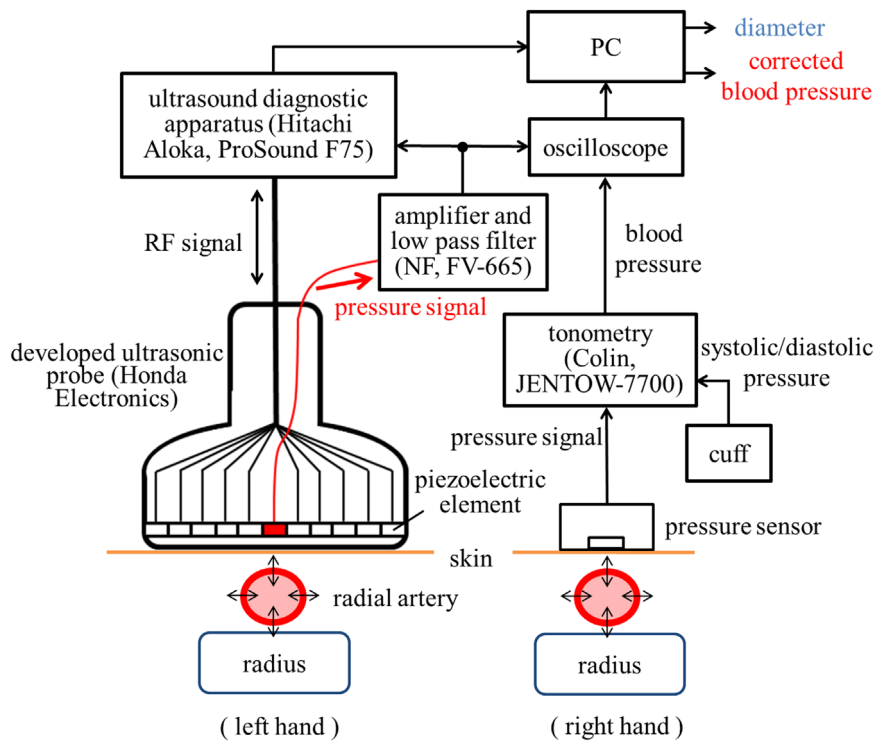 PC
diameter
corrected
blood pressure
ultrasound diagnostic
apparatus (Hitachi
Aloka, ProSound F75)
oscilloscope
RF signal
amplifier and
low pass filter
(NF, FV-665)
blood
pressure
pressure signal
developed ultrasonic
probe (Honda
Electronics)
tonometry
(Colin,
JENTOW-7700)
systolic/diastolic
pressure
pressure signal
cuff
piezoelectric
element
pressure sensor
skin
radial artery
radius
radius
( left hand )
( right hand )